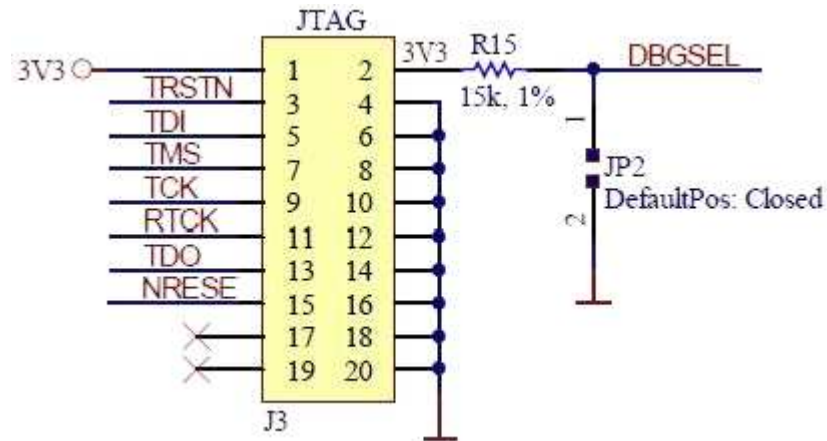 JTAG
3V3
1 2
3V3
R15
15k, 1%
DBGSEL
TRSTN
3 4
TDI
5 6
TMS
7 8
TCK
9 10
RTCK
11 12
TDO
13 14
NRESE
15 16
17 18
19 20
J3
1
JP2
DefaultPos: Closed
2